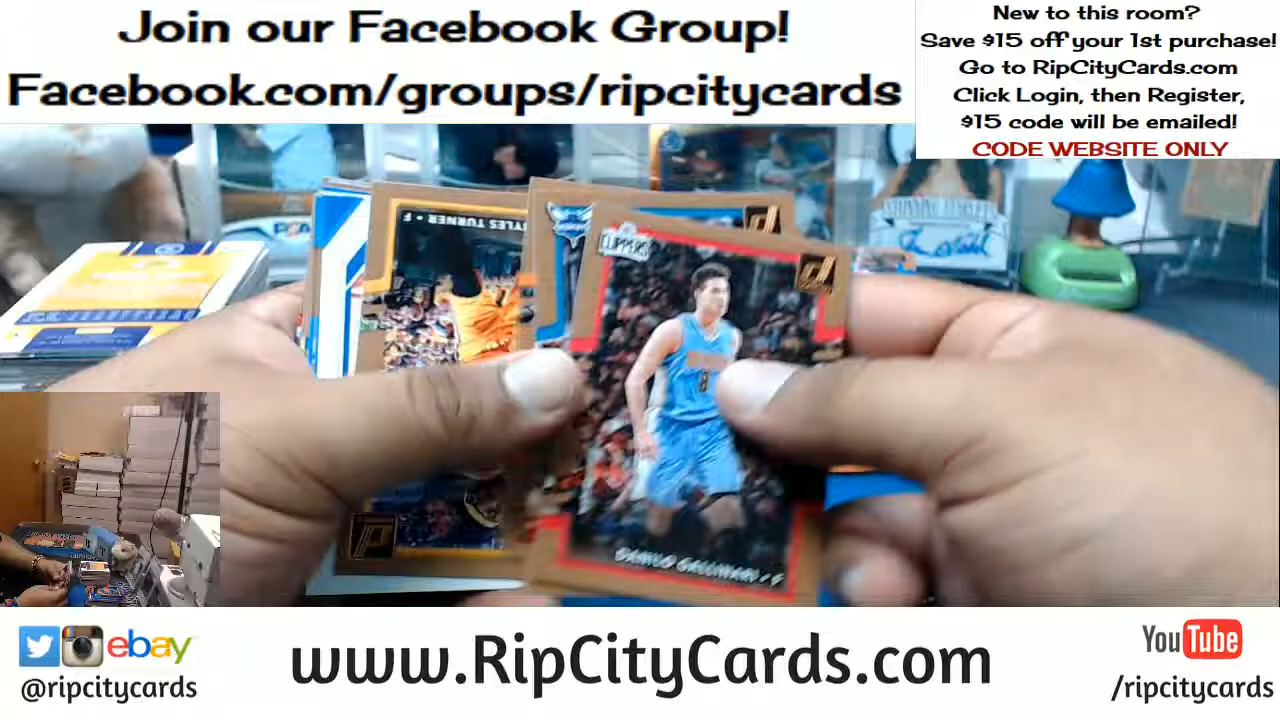 Join our Facebook Group!
Facebook.com/groups/ripcitycards
New to this room?
Save $15 off your 1st purchase!
Go to RipCityCards.com
Click Login, then Register,
$15 code will be emailed!
CODE WEBSITE ONLY
MYLES TURNER • F
CLIPPERS
DANILO GALLINARI / F
ebay
@ripcitycards
www.RipCityCards.com
YouTube
/ripcitycards